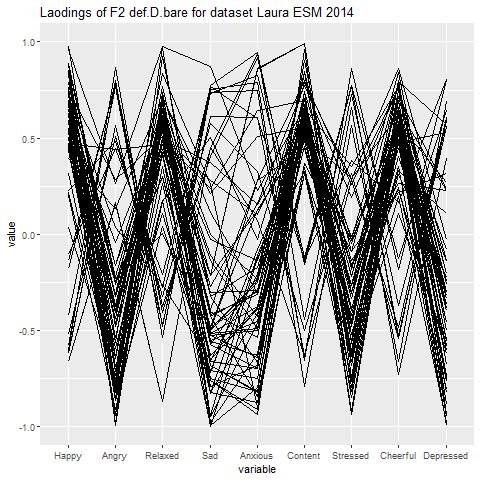 Laodings of F2 def.D.bare for dataset Laura ESM 2014
1.0
0.5
0.0
-0.5
-1.0
value
Happy Angry Relaxed Sad Anxious Content Stressed Cheerful Depressed
variable